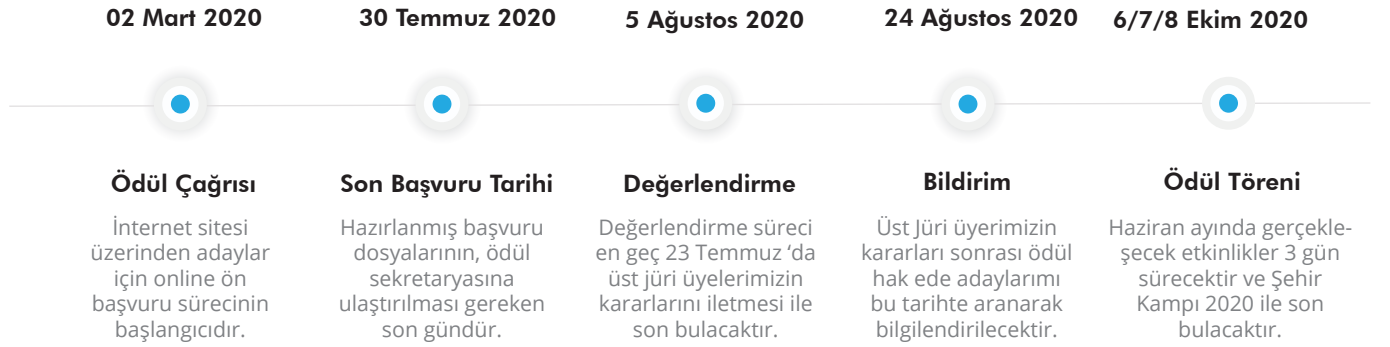 02 Mart 2020
30 Temmuz 2020
5 Ağustos 2020
24 Ağustos 2020
6/7/8 Ekim 2020
Ödül Çağrısı
İnternet sitesi
üzerinden adaylar
için online ön
başvuru sürecinin
başlangıcıdır.
Son Başvuru Tarihi
Hazırlanmış başvuru
dosyalarının, ödül
sekretaryasına
ulaştırılması gereken
son gündür.
Değerlendirme
Değerlendirme süreci
en geç 23 Temmuz ‘da
üst jüri üyelerimizin
kararlarını iletmesi ile
son bulacaktır.
Bildirim
Üst Jüri üyerimizin
kararları sonrası ödül
hak ede adaylarımı
bu tarihte aranarak
bilgilendirilecektir.
Ödül Töreni
Haziran ayında gerçekle-
şecek etkinlikler 3 gün
sürecektir ve Şehir
Kampı 2020 ile son
bulacaktır.